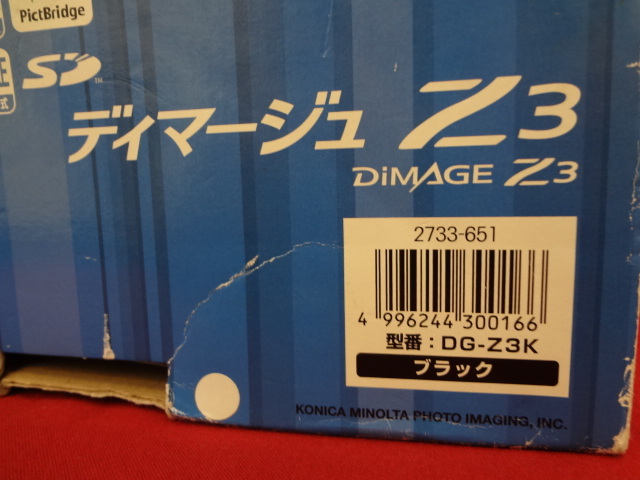 PictBridge
SD
ディマージュ Z3
DiMAGE Z3
2733-651
4 996244 300166
型番：DG-Z3K
ブラック
KONICA MINOLTA PHOTO IMAGING, INC.